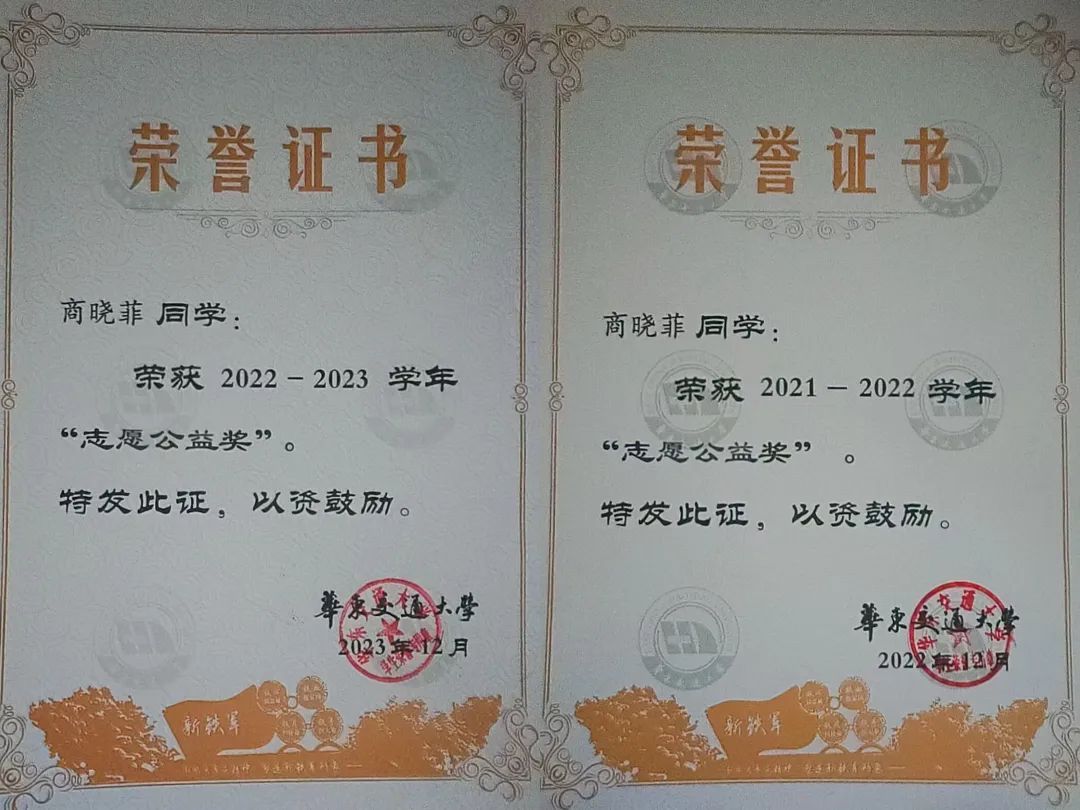 荣誉证书
商晓菲 同学：
荣获 2022－2023 学年
“志愿公益奖”。
特发此证，以资鼓励。
華東交通大學
2023年12月
新铁军
荣誉证书
商晓菲 同学：
荣获 2021－2022 学年
“志愿公益奖” 。
特发此证，以资鼓励。
華東交通大學
2022年12月
新铁军